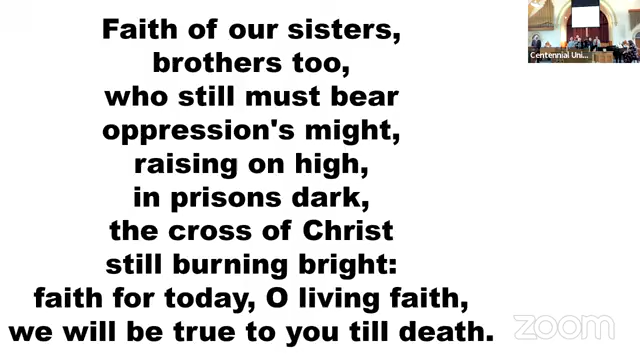 Faith of our sisters,
brothers too,
who still must bear
oppression's might,
raising on high,
in prisons dark,
the cross of Christ
still burning bright:
faith for today, O living faith,
we will be true to you till death.
Centennial Uni...
zoom